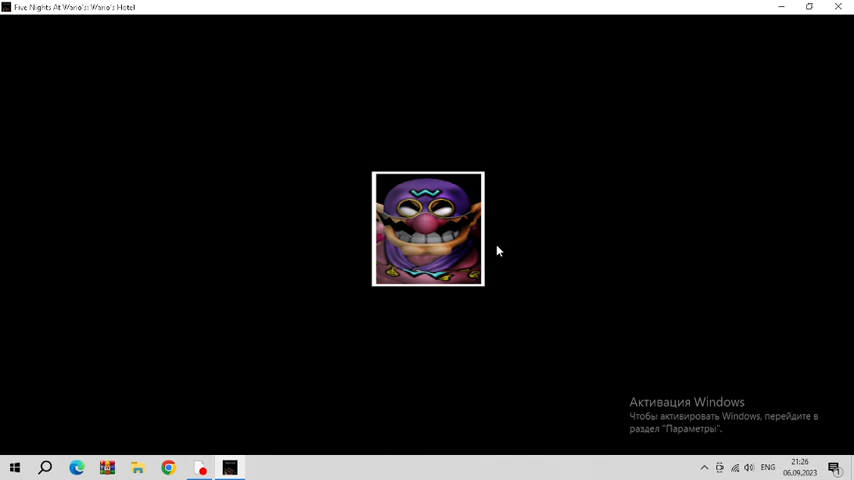 Five Nights At Wario's: Wario's Hotel
Активация Windows
Чтобы активировать Windows, перейдите в
раздел "Параметры".
ENG
21:26
06.09.2023